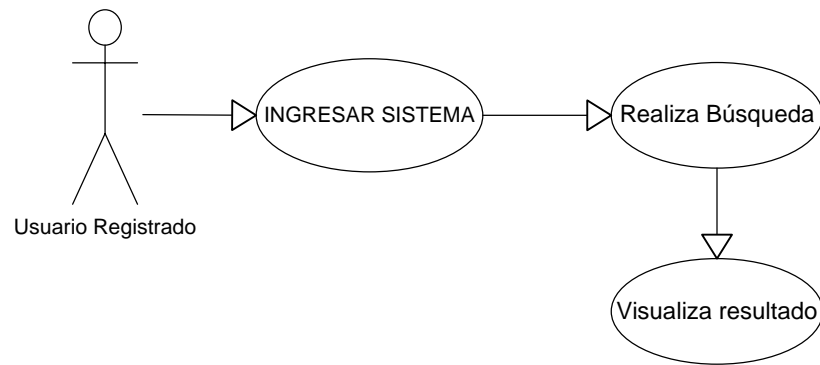 INGRESAR SISTEMA
Realiza Búsqueda
Usuario Registrado
Visualiza resultado